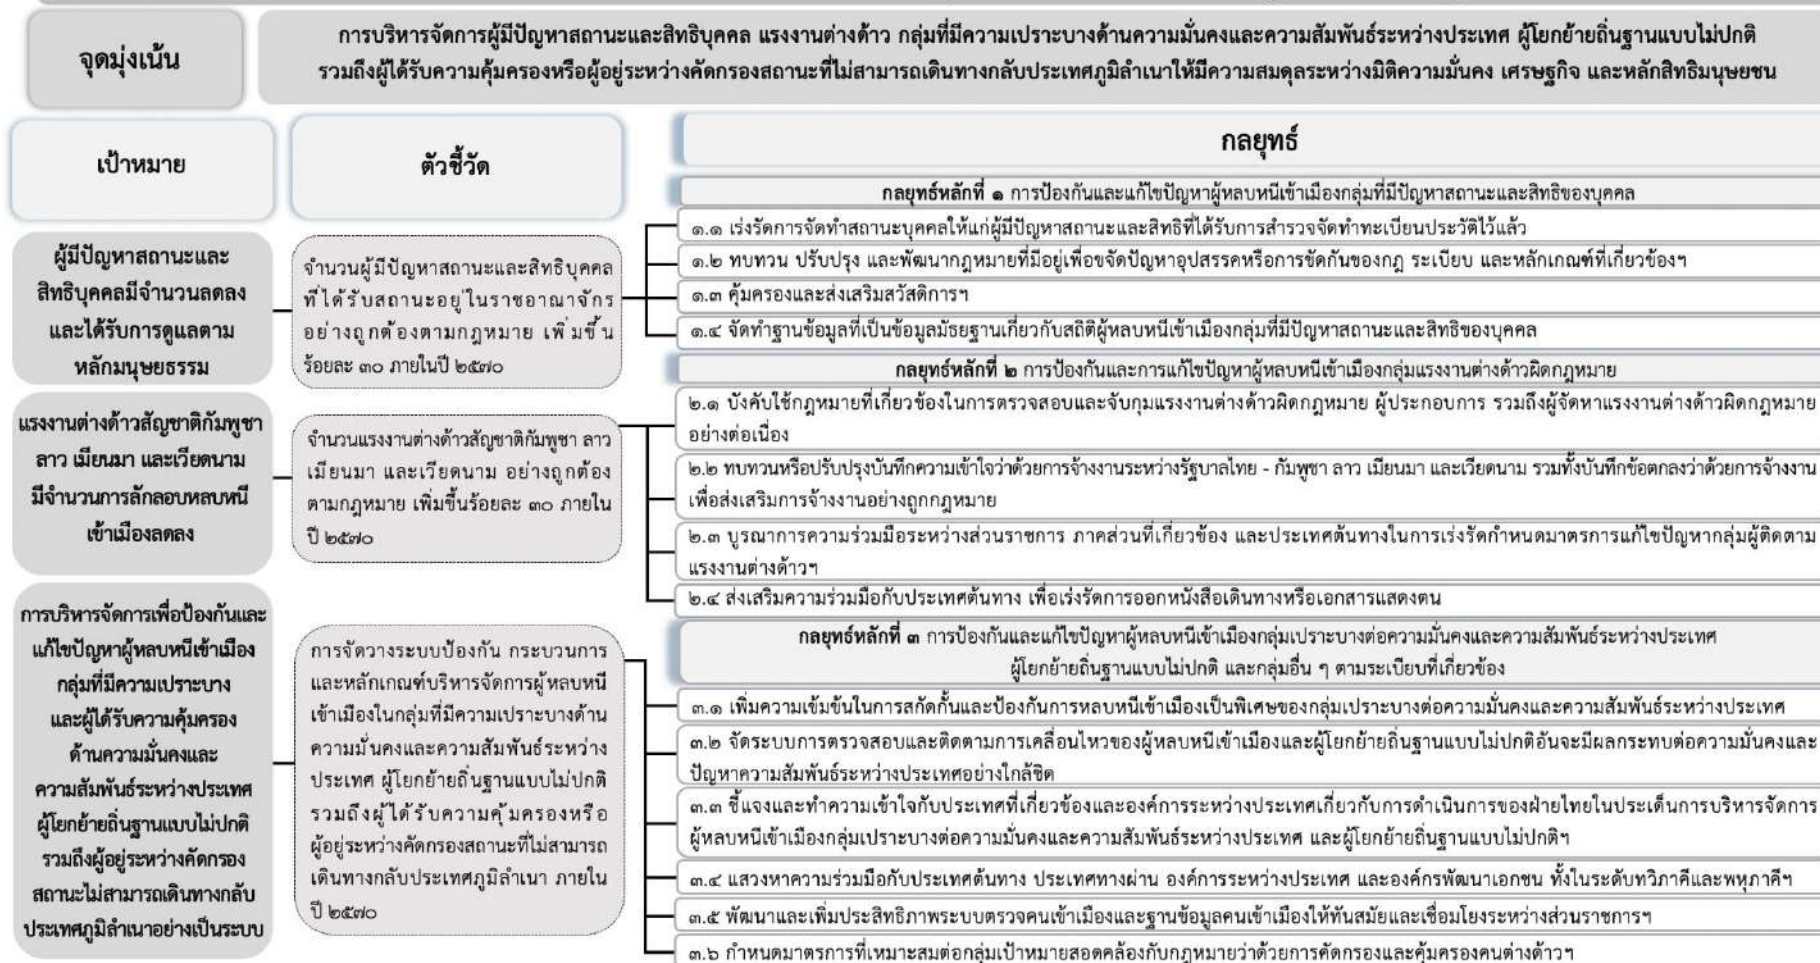 จุดมุ่งเน้น
การบริหารจัดการผู้มีปัญหาสถานะและสิทธิบุคคล แรงงานต่างด้าว กลุ่มที่มีความเปราะบางด้านความมั่นคงและความสัมพันธ์ระหว่างประเทศ ผู้โยกย้ายถิ่นฐานแบบไม่ปกติ
รวมถึงผู้ได้รับความคุ้มครองหรือผู้อยู่ระหว่างคัดกรองสถานะที่ไม่สามารถเดินทางกลับประเทศภูมิลำเนาให้มีความสมดุลระหว่างมิติความมั่นคง เศรษฐกิจ และหลักสิทธิมนุษยชน
เป้าหมาย
ตัวชี้วัด
กลยุทธ์
ผู้มีปัญหาสถานะและ
สิทธิบุคคลมีจำนวนลดลง
และได้รับการดูแลตาม
หลักมนุษยธรรม
จำนวนผู้มีปัญหาสถานะและสิทธิบุคคล
ที่ได้รับสถานะอยู่ในราชอาณาจักร
อย่างถูกต้องตามกฎหมาย เพิ่มขึ้น
ร้อยละ ๓๐ ภายในปี ๒๕๗๐
กลยุทธ์หลักที่ ๑ การป้องกันและแก้ไขปัญหาผู้หลบหนีเข้าเมืองกลุ่มที่มีปัญหาสถานะและสิทธิของบุคคล
๑.๑ เร่งรัดการจัดทำสถานะบุคคลให้แก่ผู้มีปัญหาสถานะและสิทธิที่ได้รับการสำรวจจัดทำทะเบียนประวัติไว้แล้ว
๑.๒ ทบทวน ปรับปรุง และพัฒนากฎหมายที่มีอยู่เพื่อขจัดปัญหาอุปสรรคหรือการขัดกันของกฎ ระเบียบ และหลักเกณฑ์ที่เกี่ยวข้องฯ
๑.๓ คุ้มครองและส่งเสริมสวัสดิการฯ
๑.๔ จัดทำฐานข้อมูลที่เป็นข้อมูลมัธยฐานเกี่ยวกับสถิติผู้หลบหนีเข้าเมืองกลุ่มที่มีปัญหาสถานะและสิทธิของบุคคล
แรงงานต่างด้าวสัญชาติกัมพูชา
ลาว เมียนมา และเวียดนาม
มีจำนวนการลักลอบหลบหนี
เข้าเมืองลดลง
จำนวนแรงงานต่างด้าวสัญชาติกัมพูชา ลาว
เมียนมา และเวียดนาม อย่างถูกต้อง
ตามกฎหมาย เพิ่มขึ้นร้อยละ ๓๐ ภายใน
ปี ๒๕๗๐
กลยุทธ์หลักที่ ๒ การป้องกันและการแก้ไขปัญหาผู้หลบหนีเข้าเมืองกลุ่มแรงงานต่างด้าวผิดกฎหมาย
๒.๑ บังคับใช้กฎหมายที่เกี่ยวข้องในการตรวจสอบและจับกุมแรงงานต่างด้าวผิดกฎหมาย ผู้ประกอบการ รวมถึงผู้จัดหาแรงงานต่างด้าวผิดกฎหมาย
อย่างต่อเนื่อง
๒.๒ ทบทวนหรือปรับปรุงบันทึกความเข้าใจว่าด้วยการจ้างงานระหว่างรัฐบาลไทย - กัมพูชา ลาว เมียนมา และเวียดนาม รวมทั้งบันทึกข้อตกลงว่าด้วยการจ้างงาน
เพื่อส่งเสริมการจ้างงานอย่างถูกกฎหมาย
๒.๓ บูรณาการความร่วมมือระหว่างส่วนราชการ ภาคส่วนที่เกี่ยวข้อง และประเทศต้นทางในการเร่งรัดกำหนดมาตรการแก้ไขปัญหากลุ่มผู้ติดตาม
แรงงานต่างด้าวฯ
๒.๔ ส่งเสริมความร่วมมือกับประเทศต้นทาง เพื่อเร่งรัดการออกหนังสือเดินทางหรือเอกสารแสดงตน
การบริหารจัดการเพื่อป้องกันและ
แก้ไขปัญหาผู้หลบหนีเข้าเมือง
กลุ่มที่มีความเปราะบาง
และผู้ได้รับความคุ้มครอง
ด้านความมั่นคงและ
ความสัมพันธ์ระหว่างประเทศ
ผู้โยกย้ายถิ่นฐานแบบไม่ปกติ
รวมถึงผู้อยู่ระหว่างคัดกรอง
สถานะไม่สามารถเดินทางกลับ
ประเทศภูมิลำเนาอย่างเป็นระบบ
การจัดวางระบบป้องกัน กระบวนการ
และหลักเกณฑ์บริหารจัดการผู้หลบหนี
เข้าเมืองในกลุ่มที่มีความเปราะบางด้าน
ความมั่นคงและความสัมพันธ์ระหว่าง
ประเทศ ผู้โยกย้ายถิ่นฐานแบบไม่ปกติ
รวมถึงผู้ได้รับความคุ้มครองหรือ
ผู้อยู่ระหว่างคัดกรองสถานะที่ไม่สามารถ
เดินทางกลับประเทศภูมิลำเนา ภายใน
ปี ๒๕๗๐
กลยุทธ์หลักที่ ๓ การป้องกันและแก้ไขปัญหาผู้หลบหนีเข้าเมืองกลุ่มเปราะบางต่อความมั่นคงและความสัมพันธ์ระหว่างประเทศ
ผู้โยกย้ายถิ่นฐานแบบไม่ปกติ และกลุ่มอื่น ๆ ตามระเบียบที่เกี่ยวข้อง
๓.๑ เพิ่มความเข้มข้นในการสกัดกั้นและป้องกันการหลบหนีเข้าเมืองเป็นพิเศษของกลุ่มเปราะบางต่อความมั่นคงและความสัมพันธ์ระหว่างประเทศ
๓.๒ จัดระบบการตรวจสอบและติดตามการเคลื่อนไหวของผู้หลบหนีเข้าเมืองและผู้โยกย้ายถิ่นฐานแบบไม่ปกติอันจะมีผลกระทบต่อความมั่นคงและ
ปัญหาความสัมพันธ์ระหว่างประเทศอย่างใกล้ชิด
๓.๓ ชี้แจงและทำความเข้าใจกับประเทศที่เกี่ยวข้องและองค์การระหว่างประเทศเกี่ยวกับการดำเนินการของฝ่ายไทยในประเด็นการบริหารจัดการ
ผู้หลบหนีเข้าเมืองกลุ่มเปราะบางต่อความมั่นคงและความสัมพันธ์ระหว่างประเทศ และผู้โยกย้ายถิ่นฐานแบบไม่ปกติฯ
๓.๔ แสวงหาความร่วมมือกับประเทศต้นทาง ประเทศทางผ่าน องค์การระหว่างประเทศ และองค์กรพัฒนาเอกชน ทั้งในระดับทวิภาคีและพหุภาคีฯ
๓.๕ พัฒนาและเพิ่มประสิทธิภาพระบบตรวจคนเข้าเมืองและฐานข้อมูลคนเข้าเมืองให้ทันสมัยและเชื่อมโยงระหว่างส่วนราชการฯ
๓.๖ กำหนดมาตรการที่เหมาะสมต่อกลุ่มเป้าหมายสอดคล้องกับกฎหมายว่าด้วยการคัดกรองและคุ้มครองคนต่างด้าวฯ